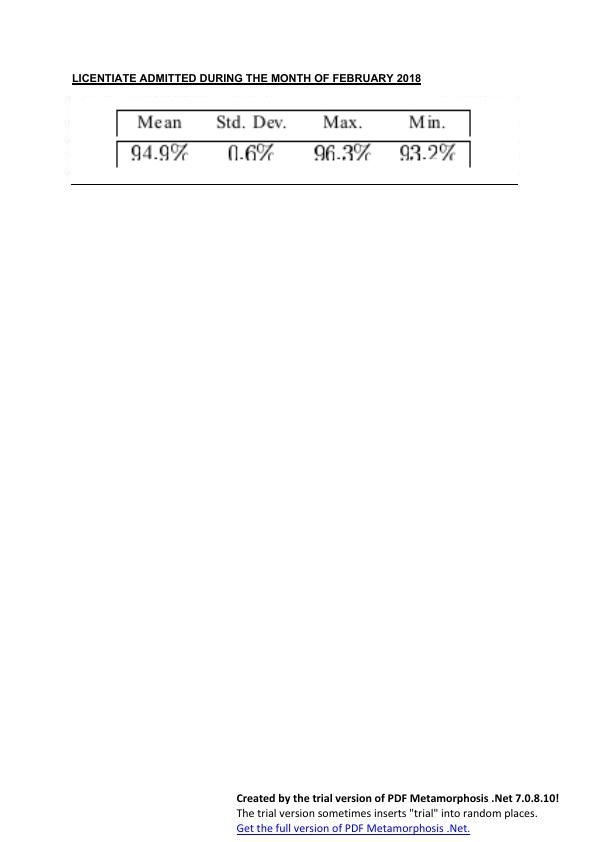 LICENTIATE ADMITTED DURING THE MONTH OF FEBRUARY 2018
Mean Std. Dev. Max. Min.
94.9% 0.6% 96.3% 93.2%
Created by the trial version of PDF Metamorphosis .Net 7.0.8.10!
The trial version sometimes inserts "trial" into random places.
Get the full version of PDF Metamorphosis .Net.